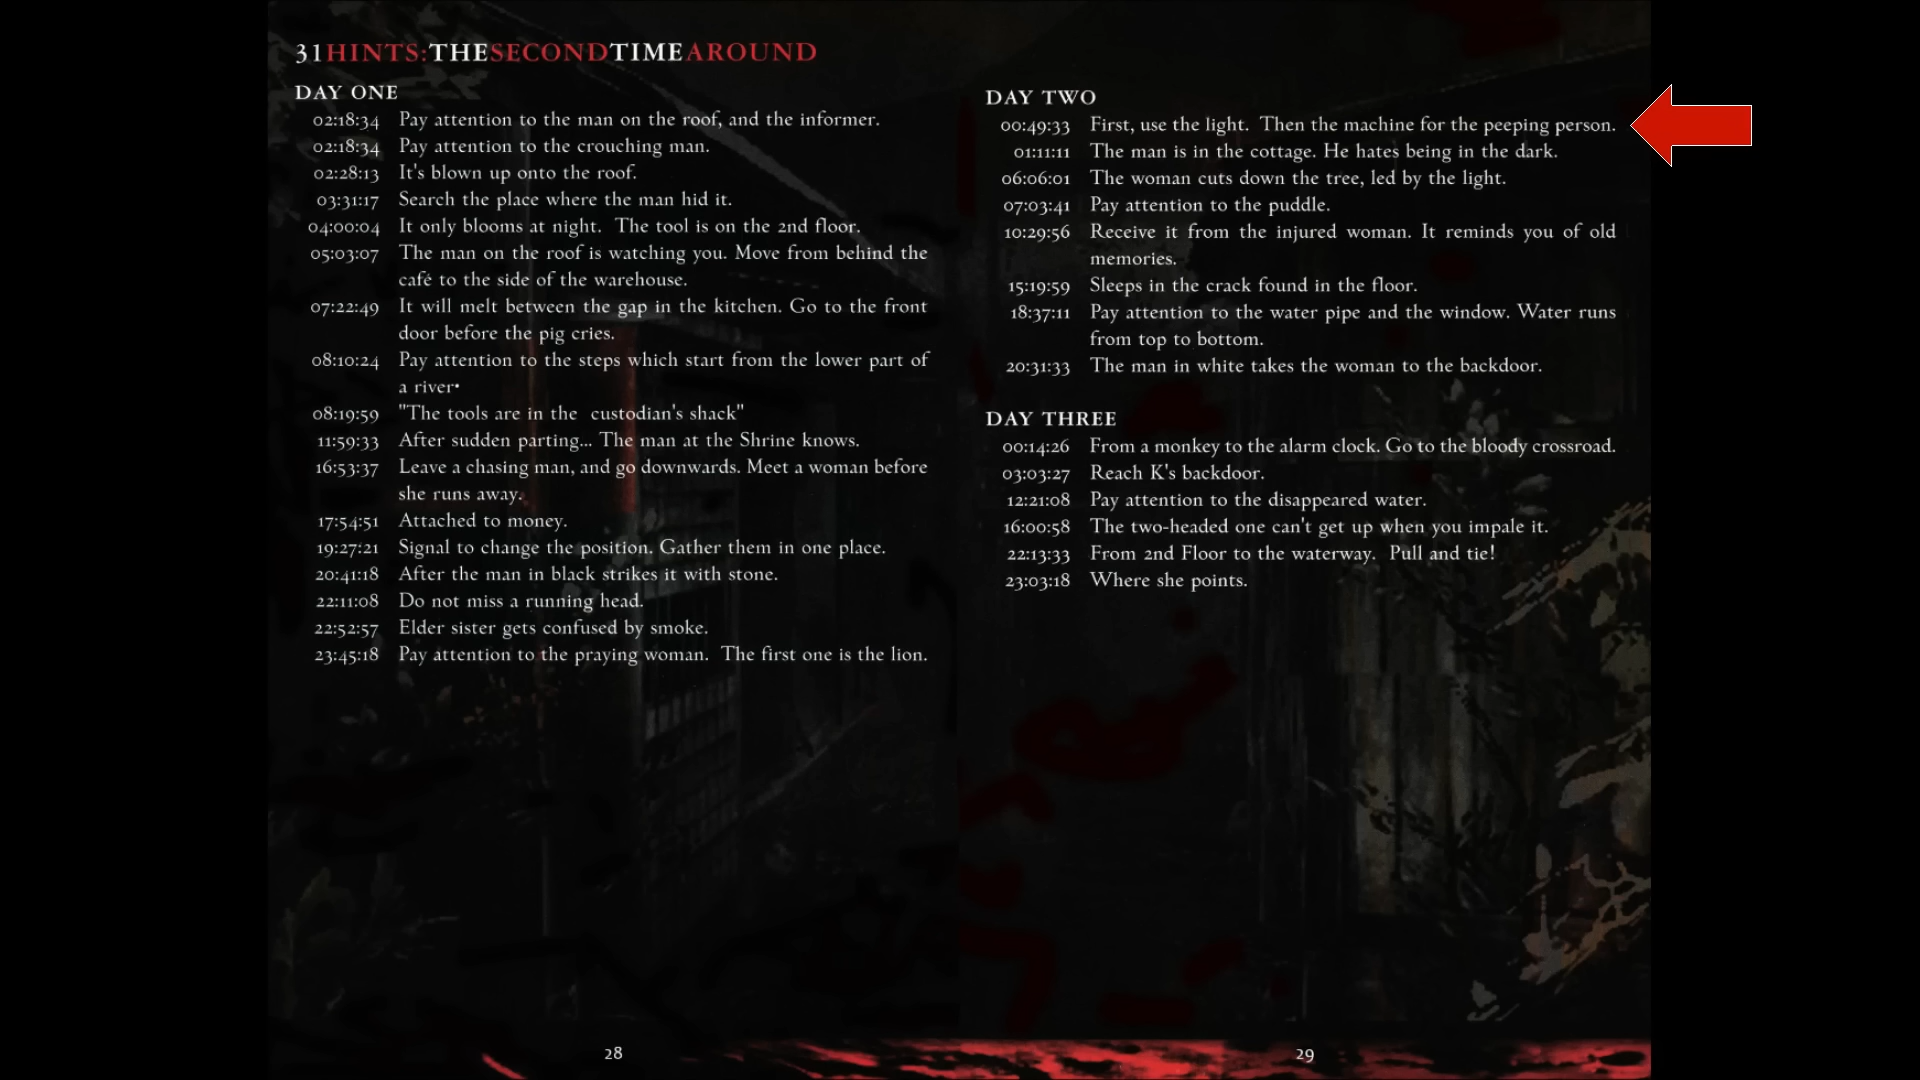 31HINTS:THESECONDTIMEAROUND
DAY ONE
02:18:34 Pay attention to the man on the roof, and the informer.
02:18:34 Pay attention to the crouching man.
02:28:13 It's blown up onto the roof.
03:31:17 Search the place where the man hid it.
04:00:04 It only blooms at night. The tool is on the 2nd floor.
05:03:07 The man on the roof is watching you. Move from behind the
café to the side of the warehouse.
07:22:49 It will melt between the gap in the kitchen. Go to the front
door before the pig cries.
08:10:24 Pay attention to the steps which start from the lower part of
a river•
08:19:59 "The tools are in the custodian's shack"
11:59:33 After sudden parting... The man at the Shrine knows.
16:53:37 Leave a chasing man, and go downwards. Meet a woman before
she runs away.
17:54:51 Attached to money.
19:27:21 Signal to change the position. Gather them in one place.
20:41:18 After the man in black strikes it with stone.
22:11:08 Do not miss a running head.
22:52:57 Elder sister gets confused by smoke.
23:45:18 Pay attention to the praying woman. The first one is the lion.
28
DAY TWO
00:49:33 First, use the light. Then the machine for the peeping person.
01:11:11 The man is in the cottage. He hates being in the dark.
06:06:01 The woman cuts down the tree, led by the light.
07:03:41 Pay attention to the puddle.
10:29:56 Receive it from the injured woman. It reminds you of old
memories.
15:19:59 Sleeps in the crack found in the floor.
18:37:11 Pay attention to the water pipe and the window. Water runs
from top to bottom.
20:31:33 The man in white takes the woman to the backdoor.
DAY THREE
00:14:26 From a monkey to the alarm clock. Go to the bloody crossroad.
03:03:27 Reach K's backdoor.
12:21:08 Pay attention to the disappeared water.
16:00:58 The two-headed one can't get up when you impale it.
22:13:33 From 2nd Floor to the waterway. Pull and tie!
23:03:18 Where she points.
29